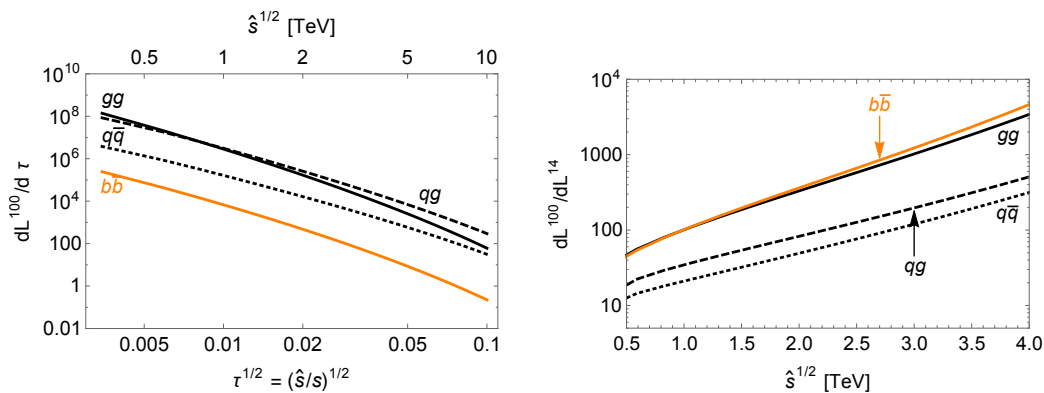 ŝ^1/2 [TeV]
0.5 1 2 5 10
10^10
10^8
10^6
10^4
100
1
0.01
dL^100/d τ
gg
qq̅
bb̅
qg
0.005 0.01 0.02 0.05 0.1
τ^1/2 = (ŝ/s)^1/2
10^4
1000
100
10
dL^100/dL^14
bb̅
gg
qq̅
qg
0.5 1.0 1.5 2.0 2.5 3.0 3.5 4.0
ŝ^1/2 [TeV]